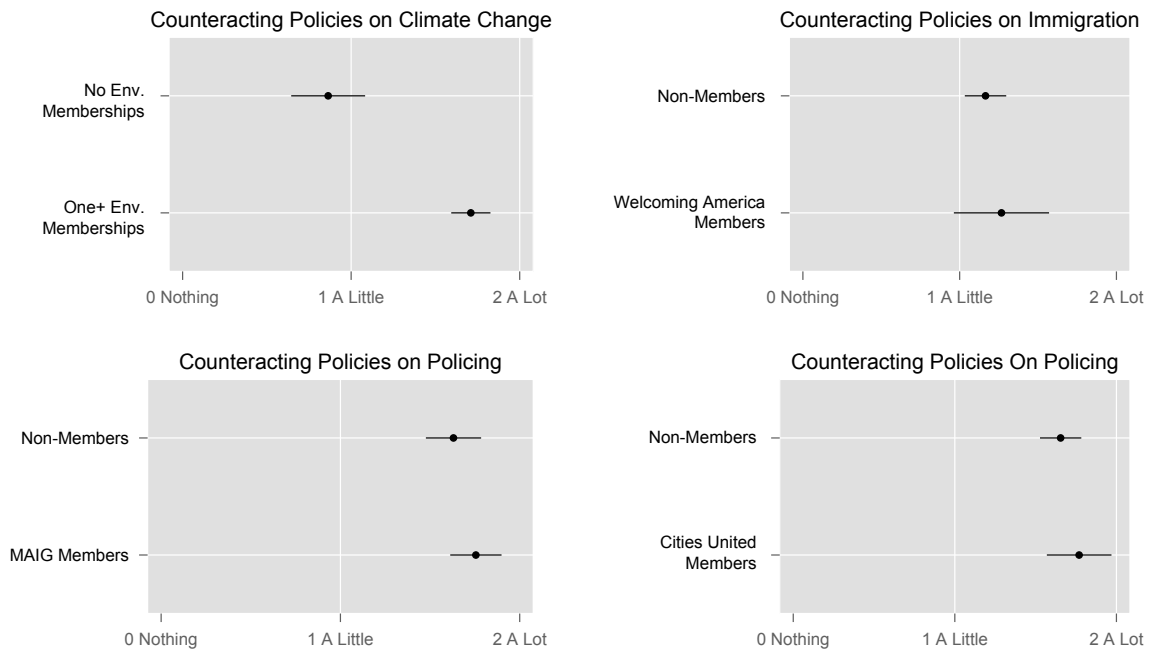 Counteracting Policies on Climate Change
No Env.
Memberships
One+ Env.
Memberships
0 Nothing
1 A Little
2 A Lot
Counteracting Policies on Immigration
Non-Members
Welcoming America
Members
0 Nothing
1 A Little
2 A Lot
Counteracting Policies on Policing
Non-Members
MAIG Members
0 Nothing
1 A Little
2 A Lot
Counteracting Policies On Policing
Non-Members
Cities United
Members
0 Nothing
1 A Little
2 A Lot